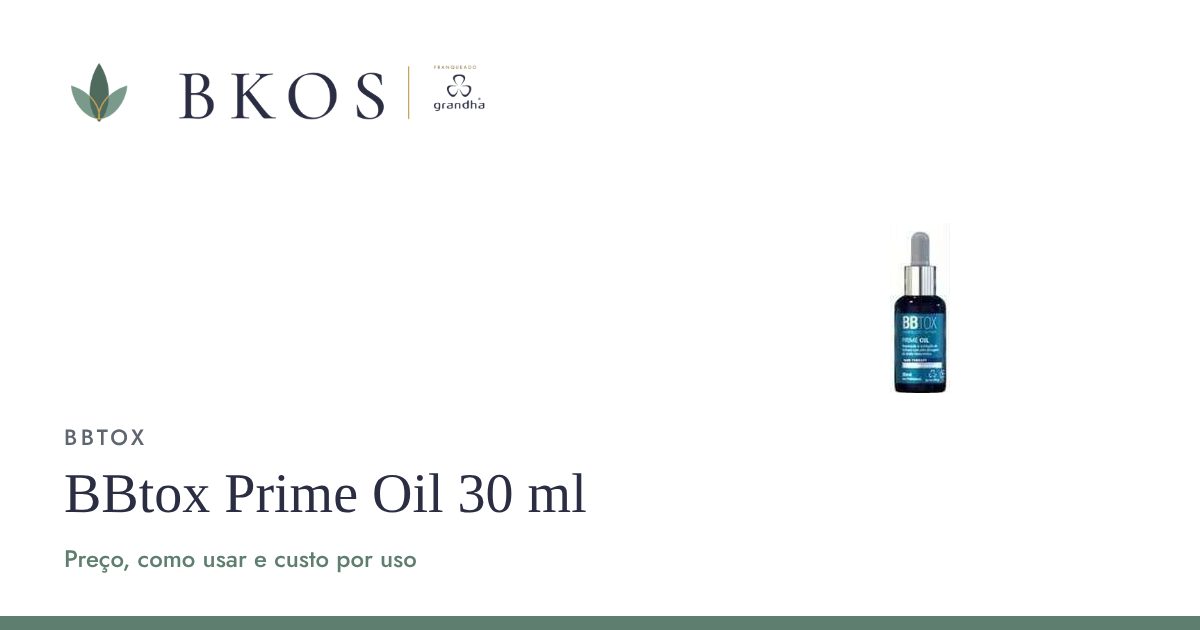 BKOS
FRANQUEADO
grandha
BBTOX
PRIME OIL
BBTOX
BBtox Prime Oil 30 ml
Preço, como usar e custo por uso